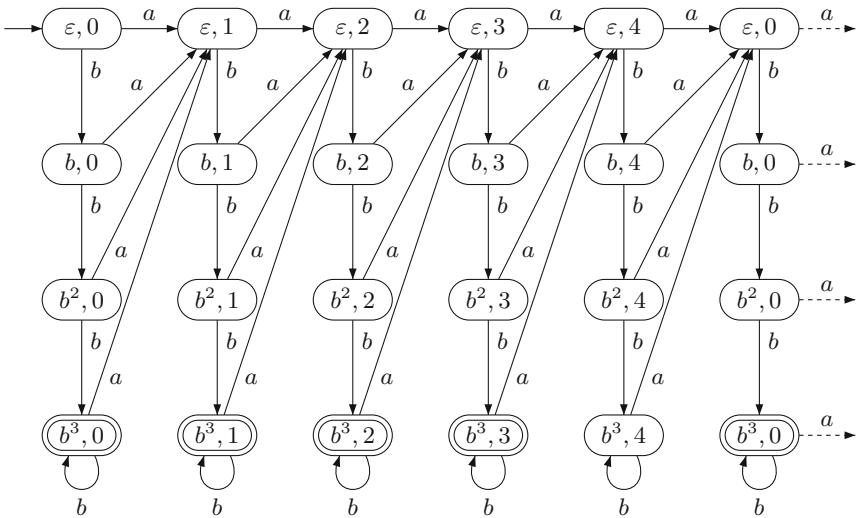 a a a a a a
ε, 0 ε, 1 ε, 2 ε, 3 ε, 4 ε, 0
b b b b b b
a a a a a a
b, 0 b, 1 b, 2 b, 3 b, 4 b, 0
b b b b b b
a a a a a
b², 0 b², 1 b², 2 b², 3 b², 4 b², 0
b b b b b b
a a a a a a
b³, 0 b³, 1 b³, 2 b³, 3 b³, 4 b³, 0
b b b b b b